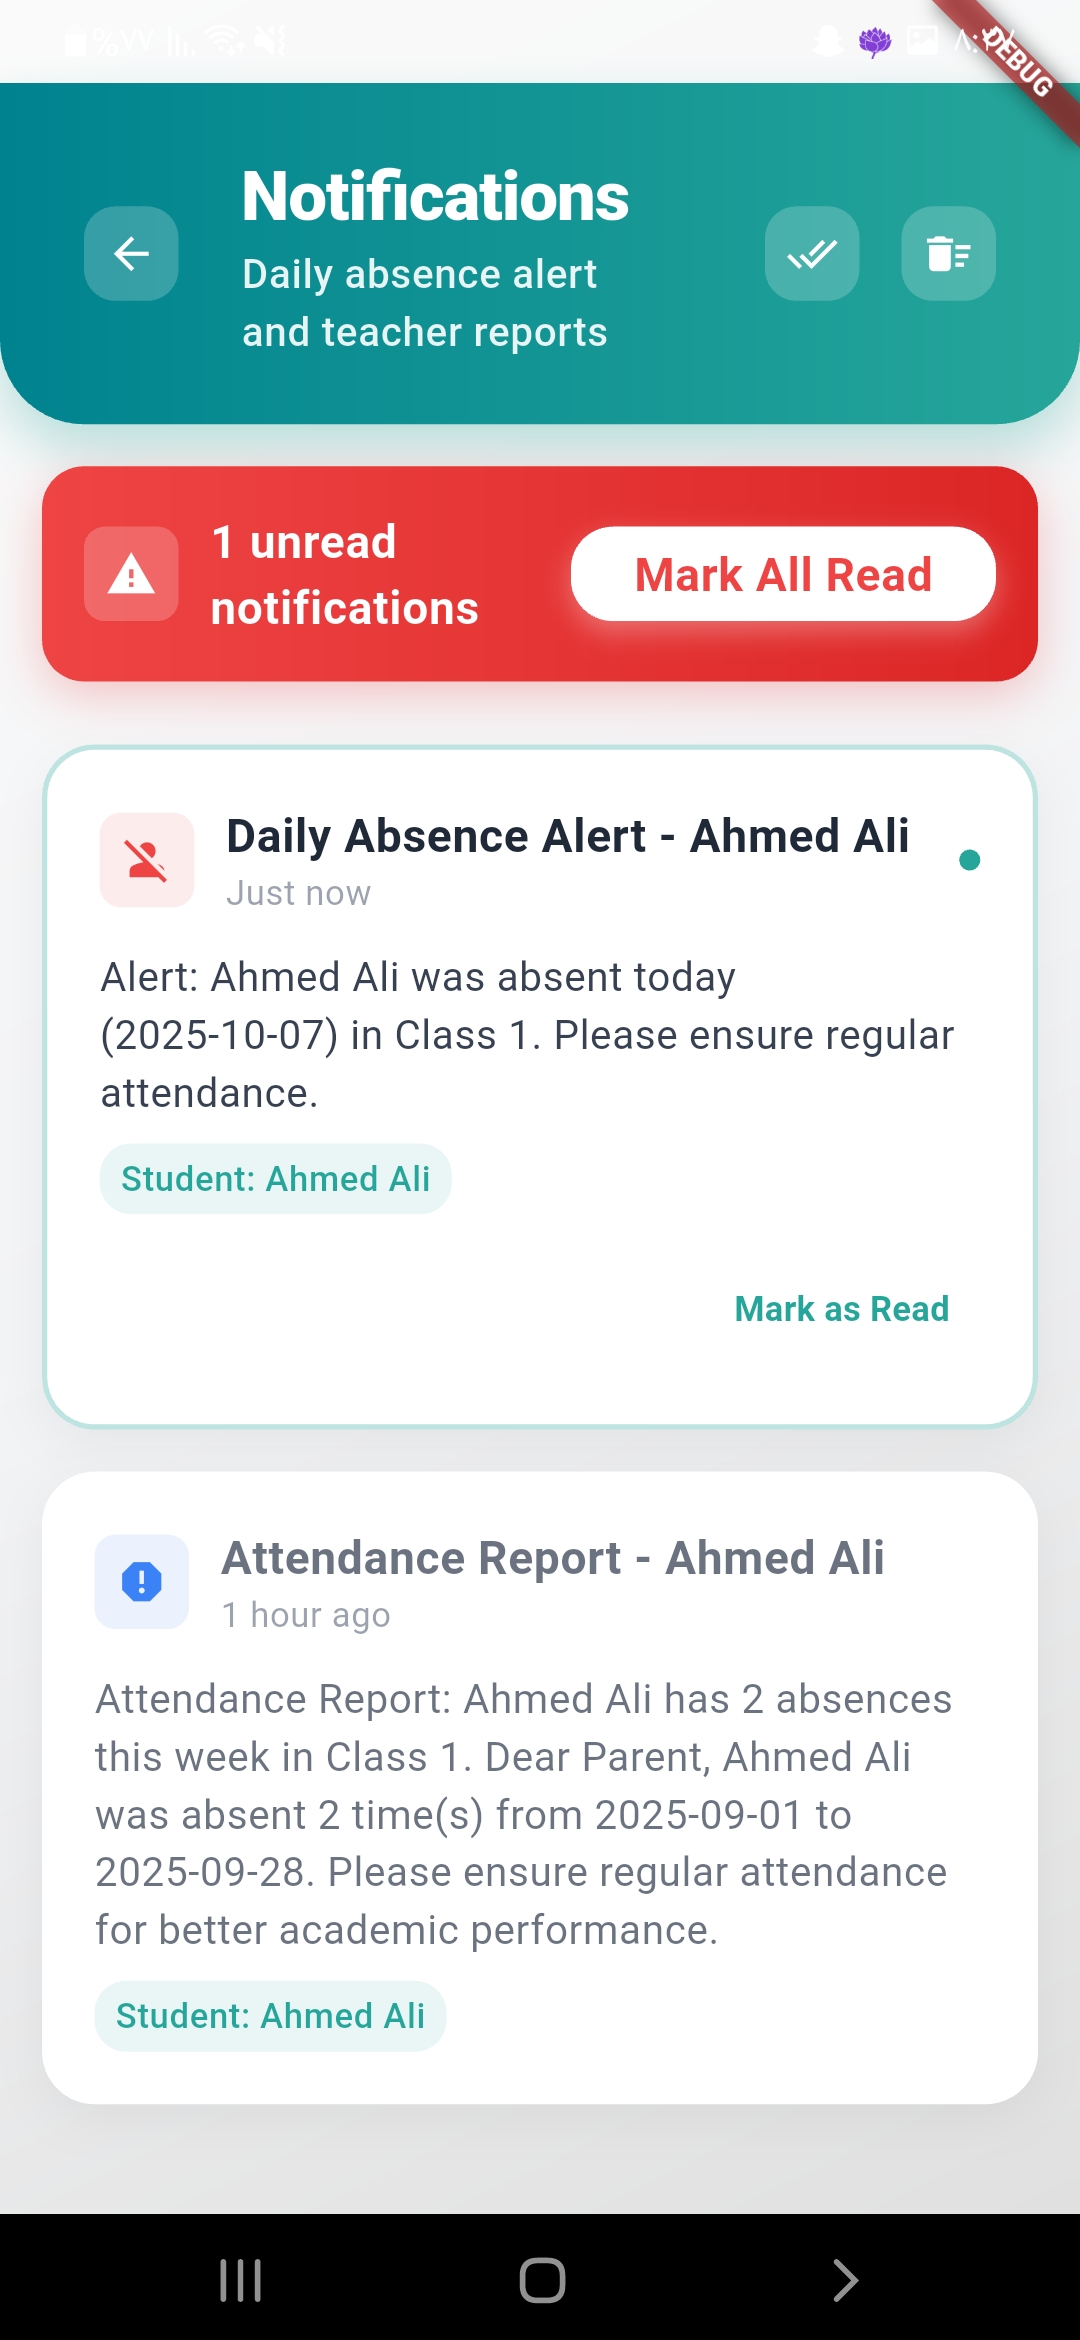 %٧٧
DEBUG
Notifications
Daily absence alert
and teacher reports
1 unread
notifications
Mark All Read
Daily Absence Alert - Ahmed Ali
Just now
Alert: Ahmed Ali was absent today
(2025-10-07) in Class 1. Please ensure regular
attendance.
Student: Ahmed Ali
Mark as Read
Attendance Report - Ahmed Ali
1 hour ago
Attendance Report: Ahmed Ali has 2 absences
this week in Class 1. Dear Parent, Ahmed Ali
was absent 2 time(s) from 2025-09-01 to
2025-09-28. Please ensure regular attendance
for better academic performance.
Student: Ahmed Ali